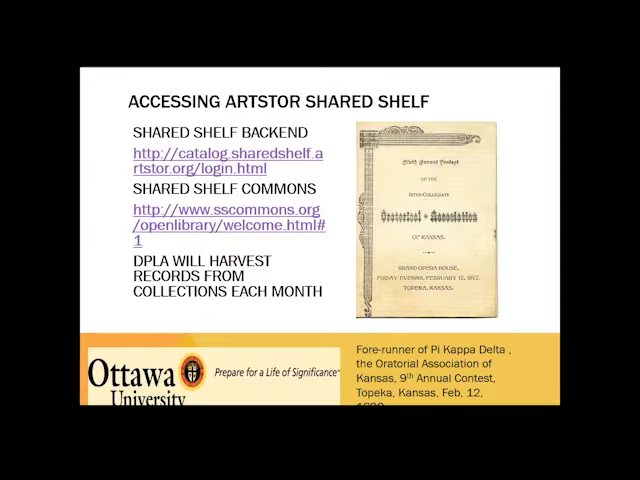 ACCESSING ARTSTOR SHARED SHELF
SHARED SHELF BACKEND
http://catalog.sharedshelf.a
rtstor.org/login.html
SHARED SHELF COMMONS
http://www.sscommons.org
/openlibrary/welcome.html#
1
DPLA WILL HARVEST
RECORDS FROM
COLLECTIONS EACH MONTH
OF THE
INTER-COLLEGIATE
Oratorical Association
OF KANSAS.
GRAND OPERA HOUSE,
FRIDAY EVENING, FEBRUARY 12, 1892.
TOPEKA, KANSAS.
Ottawa
University
Prepare for a Life of Significance
Fore-runner of Pi Kappa Delta ,
the Oratorial Association of
Kansas, 9th Annual Contest,
Topeka, Kansas, Feb, 12,